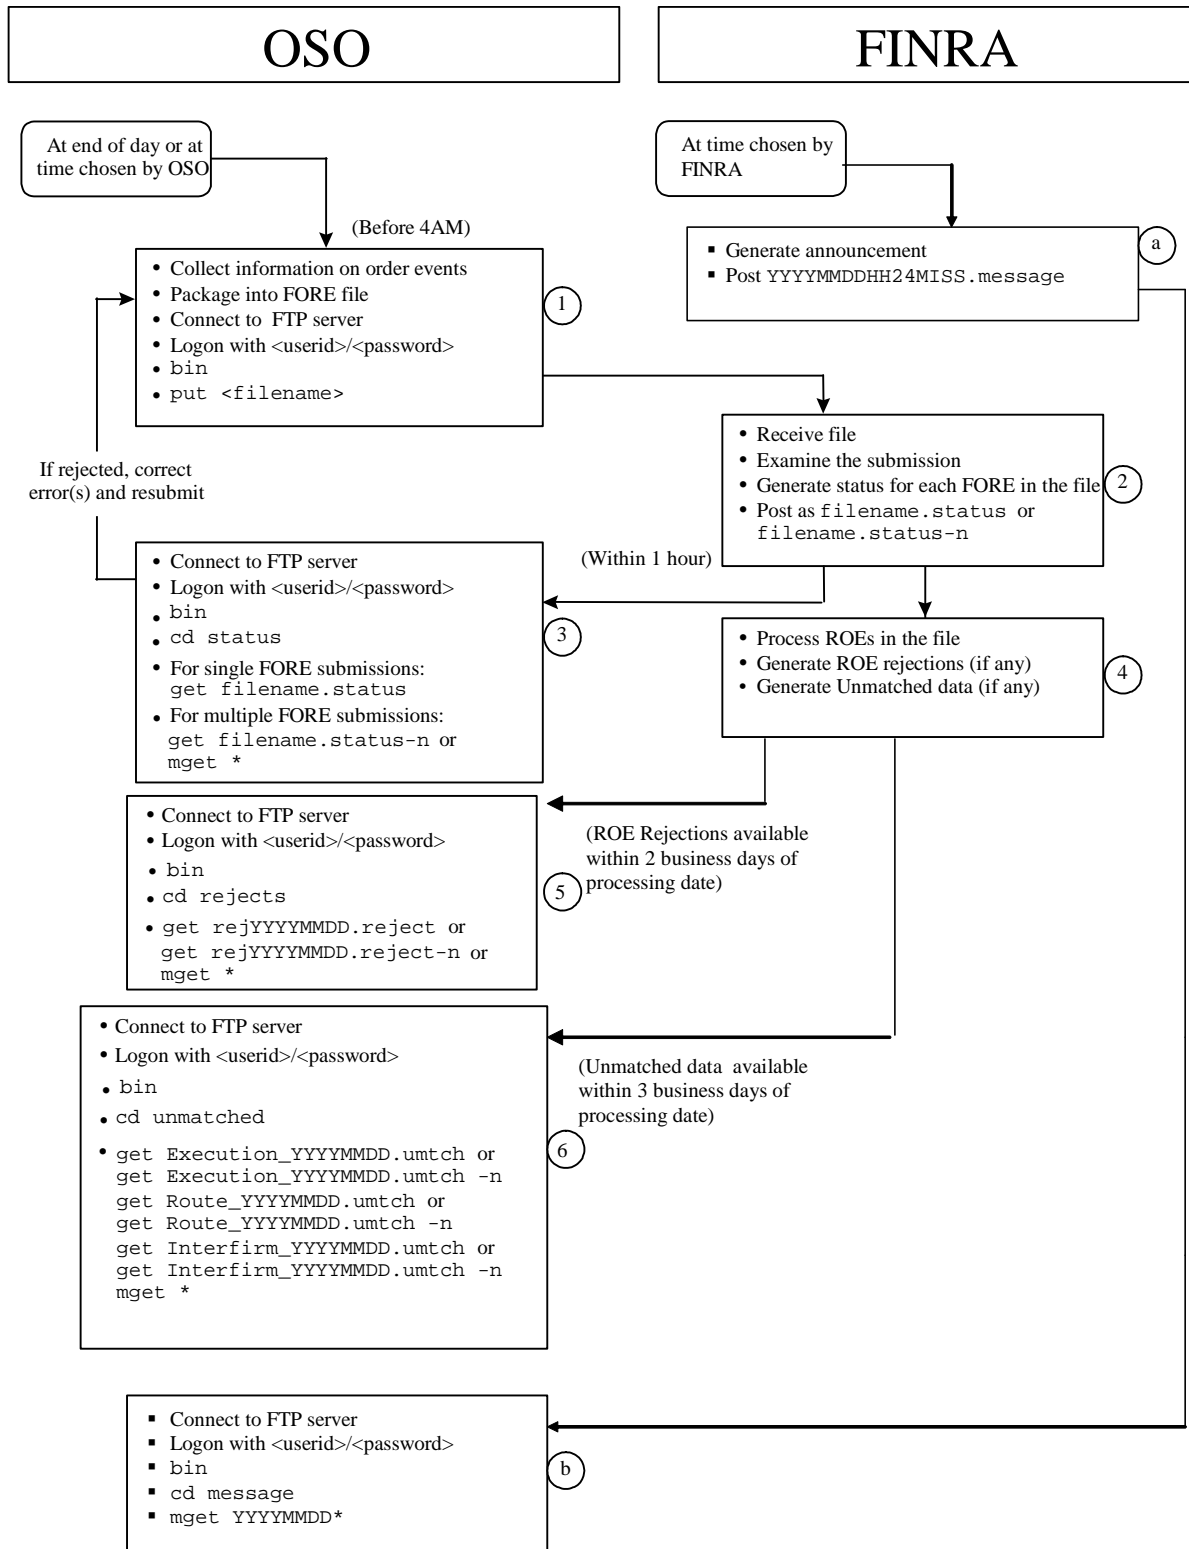 OSO
FINRA
At end of day or at
time chosen by OSO
At time chosen by
FINRA
(Before 4AM)
• Collect information on order events
• Package into FORE file
• Connect to FTP server
• Logon with <userid>/<password>
• bin
• put <filename>
1
▪ Generate announcement
▪ Post YYYYMMDDHH24MISS.message
a
If rejected, correct
error(s) and resubmit
• Receive file
• Examine the submission
• Generate status for each FORE in the file
• Post as filename.status or
filename.status-n
2
(Within 1 hour)
• Connect to FTP server
• Logon with <userid>/<password>
• bin
• cd status
• For single FORE submissions:
get filename.status
• For multiple FORE submissions:
get filename.status-n or
mget *
3
• Process ROEs in the file
• Generate ROE rejections (if any)
• Generate Unmatched data (if any)
4
• Connect to FTP server
• Logon with <userid>/<password>
• bin
• cd rejects
• get rejYYYYMMDD.reject or
get rejYYYYMMDD.reject-n or
mget *
5
(ROE Rejections available
within 2 business days of
processing date)
• Connect to FTP server
• Logon with <userid>/<password>
• bin
• cd unmatched
• get Execution_YYYYMMDD.umtch or
get Execution_YYYYMMDD.umtch -n
get Route_YYYYMMDD.umtch or
get Route_YYYYMMDD.umtch -n
get Interfirm_YYYYMMDD.umtch or
get Interfirm_YYYYMMDD.umtch -n
mget *
6
(Unmatched data available
within 3 business days of
processing date)
▪ Connect to FTP server
▪ Logon with <userid>/<password>
▪ bin
▪ cd message
▪ mget YYYYMMDD*
b